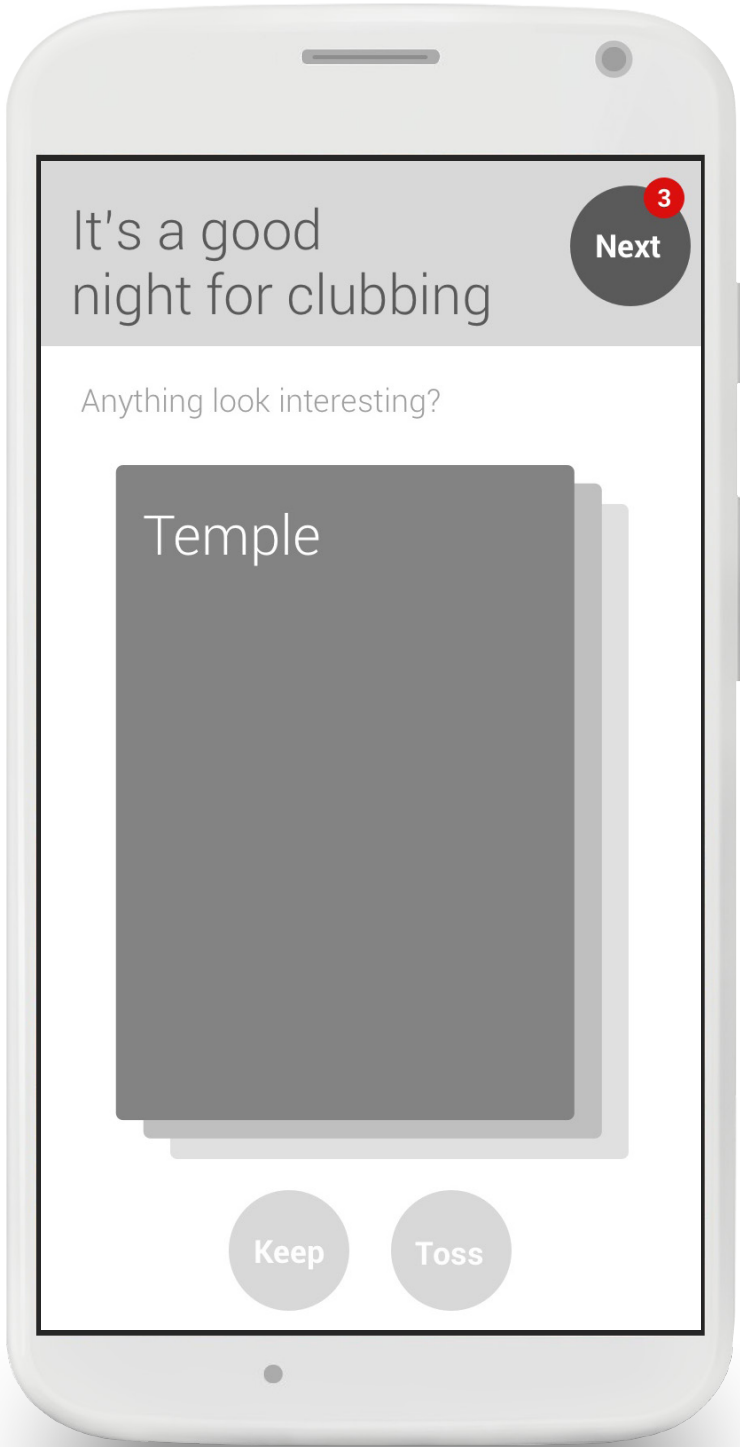 It's a good
night for clubbing
3
Next
Anything look interesting?
Temple
Keep
Toss